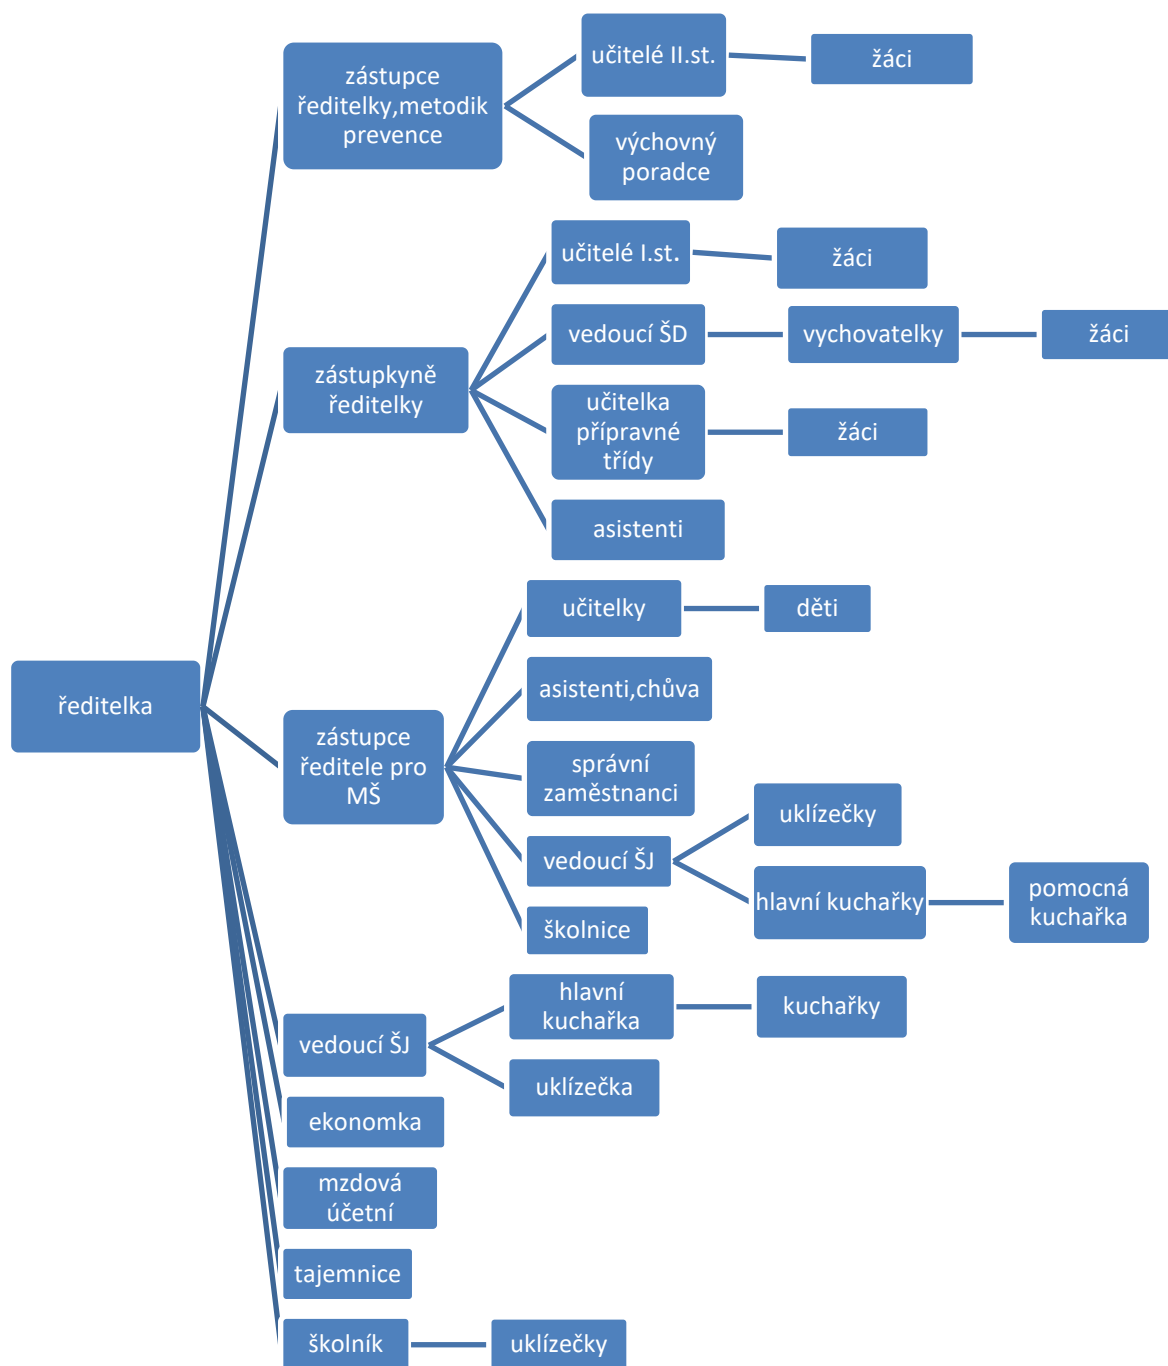 ředitelka
zástupce
ředitelky,metodik
prevence
učitelé II.st.
žáci
výchovný
poradce
zástupkyně
ředitelky
učitelé I.st.
žáci
vedoucí ŠD
vychovatelky
žáci
učitelka
přípravné
třídy
žáci
asistenti
zástupce
ředitele pro
MŠ
učitelky
děti
asistenti,chůva
správní
zaměstnanci
vedoucí ŠJ
uklízečky
hlavní kuchařky
pomocná
kuchařka
školnice
vedoucí ŠJ
hlavní
kuchařka
kuchařky
uklízečka
ekonomka
mzdová
účetní
tajemnice
školník
uklízečky